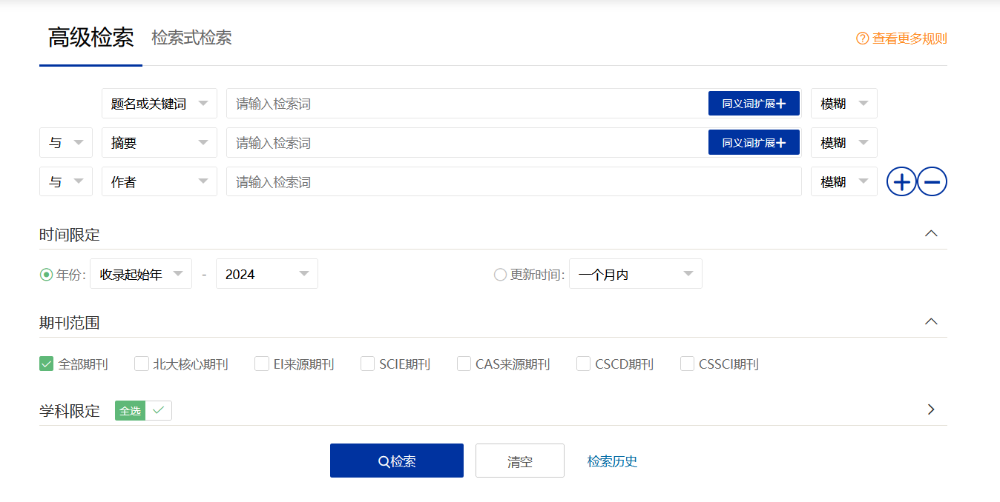 高级检索 检索式检索 查看更多规则
题名或关键词 请输入检索词 同义词扩展+ 模糊
与 摘要 请输入检索词 同义词扩展+ 模糊
与 作者 请输入检索词 模糊
时间限定
年份: 收录起始年 - 2024 更新时间: 一个月内
期刊范围
全部期刊 北大核心期刊 EI来源期刊 SCIE期刊 CAS来源期刊 CSCD期刊 CSSCI期刊
学科限定 全选
检索 清空 检索历史